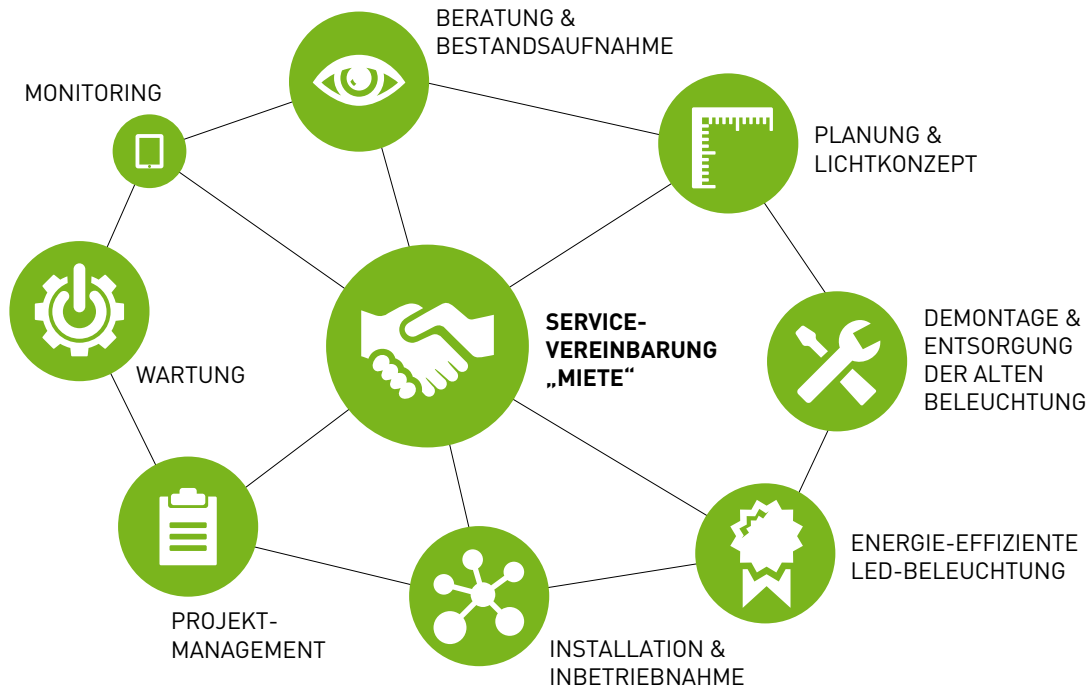 BERATUNG &
BESTANDSAUFNAHME
MONITORING
PLANUNG &
LICHTKONZEPT
SERVICE-
VEREINBARUNG
„MIETE“
DEMONTAGE &
ENTSORGUNG
DER ALTEN
BELEUCHTUNG
WARTUNG
ENERGIE-EFFIZIENTE
LED-BELEUCHTUNG
PROJEKT-
MANAGEMENT
INSTALLATION &
INBETRIEBNAHME